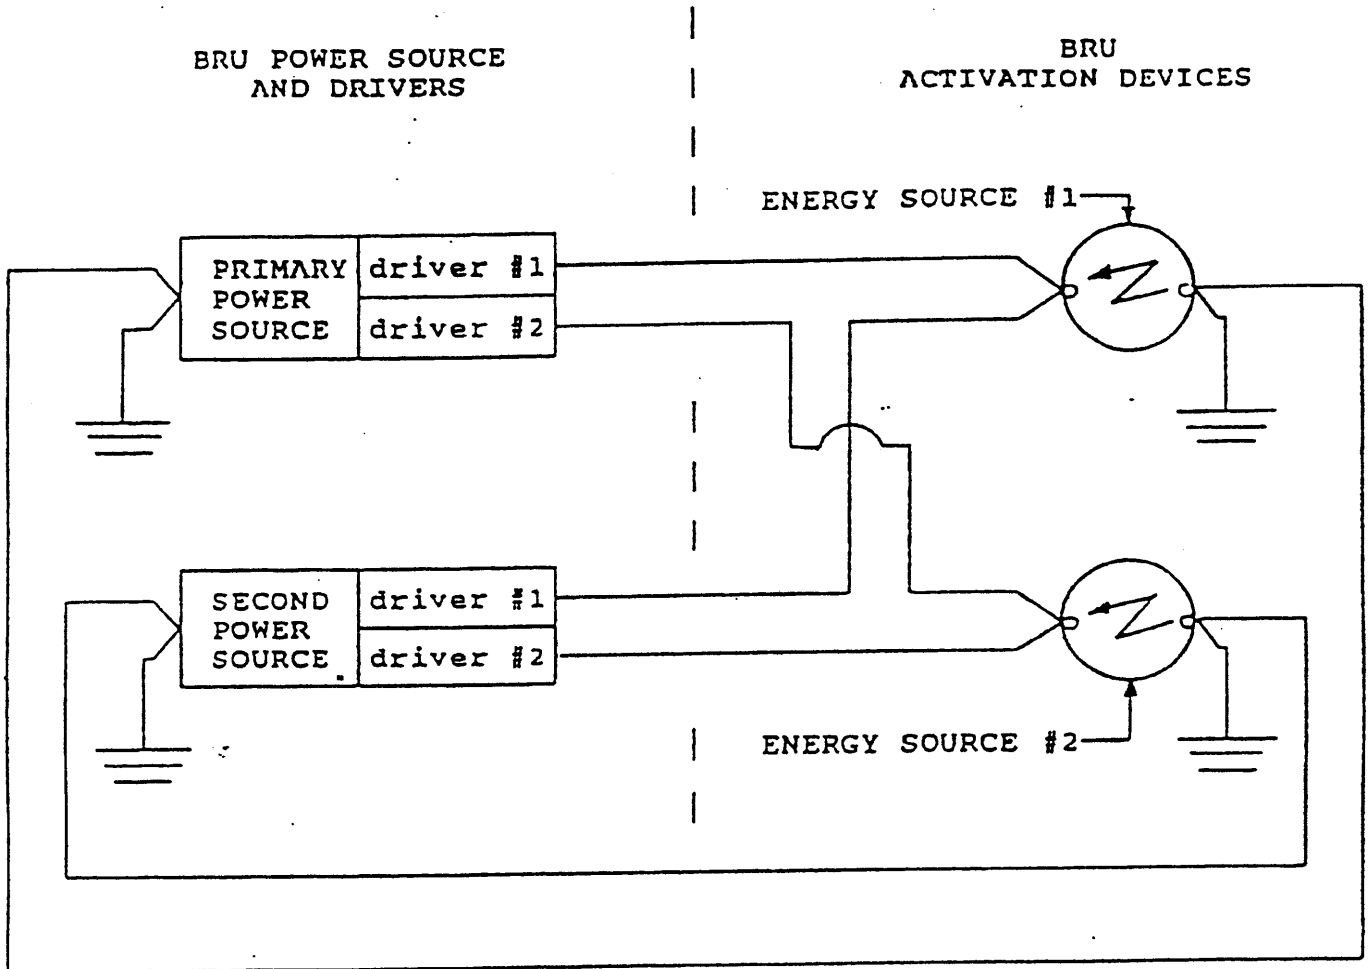 BRU POWER SOURCE
AND DRIVERS
BRU
ACTIVATION DEVICES
ENERGY SOURCE #1
PRIMARY
POWER
SOURCE
driver #1
driver #2
SECOND
POWER
SOURCE
driver #1
driver #2
ENERGY SOURCE #2